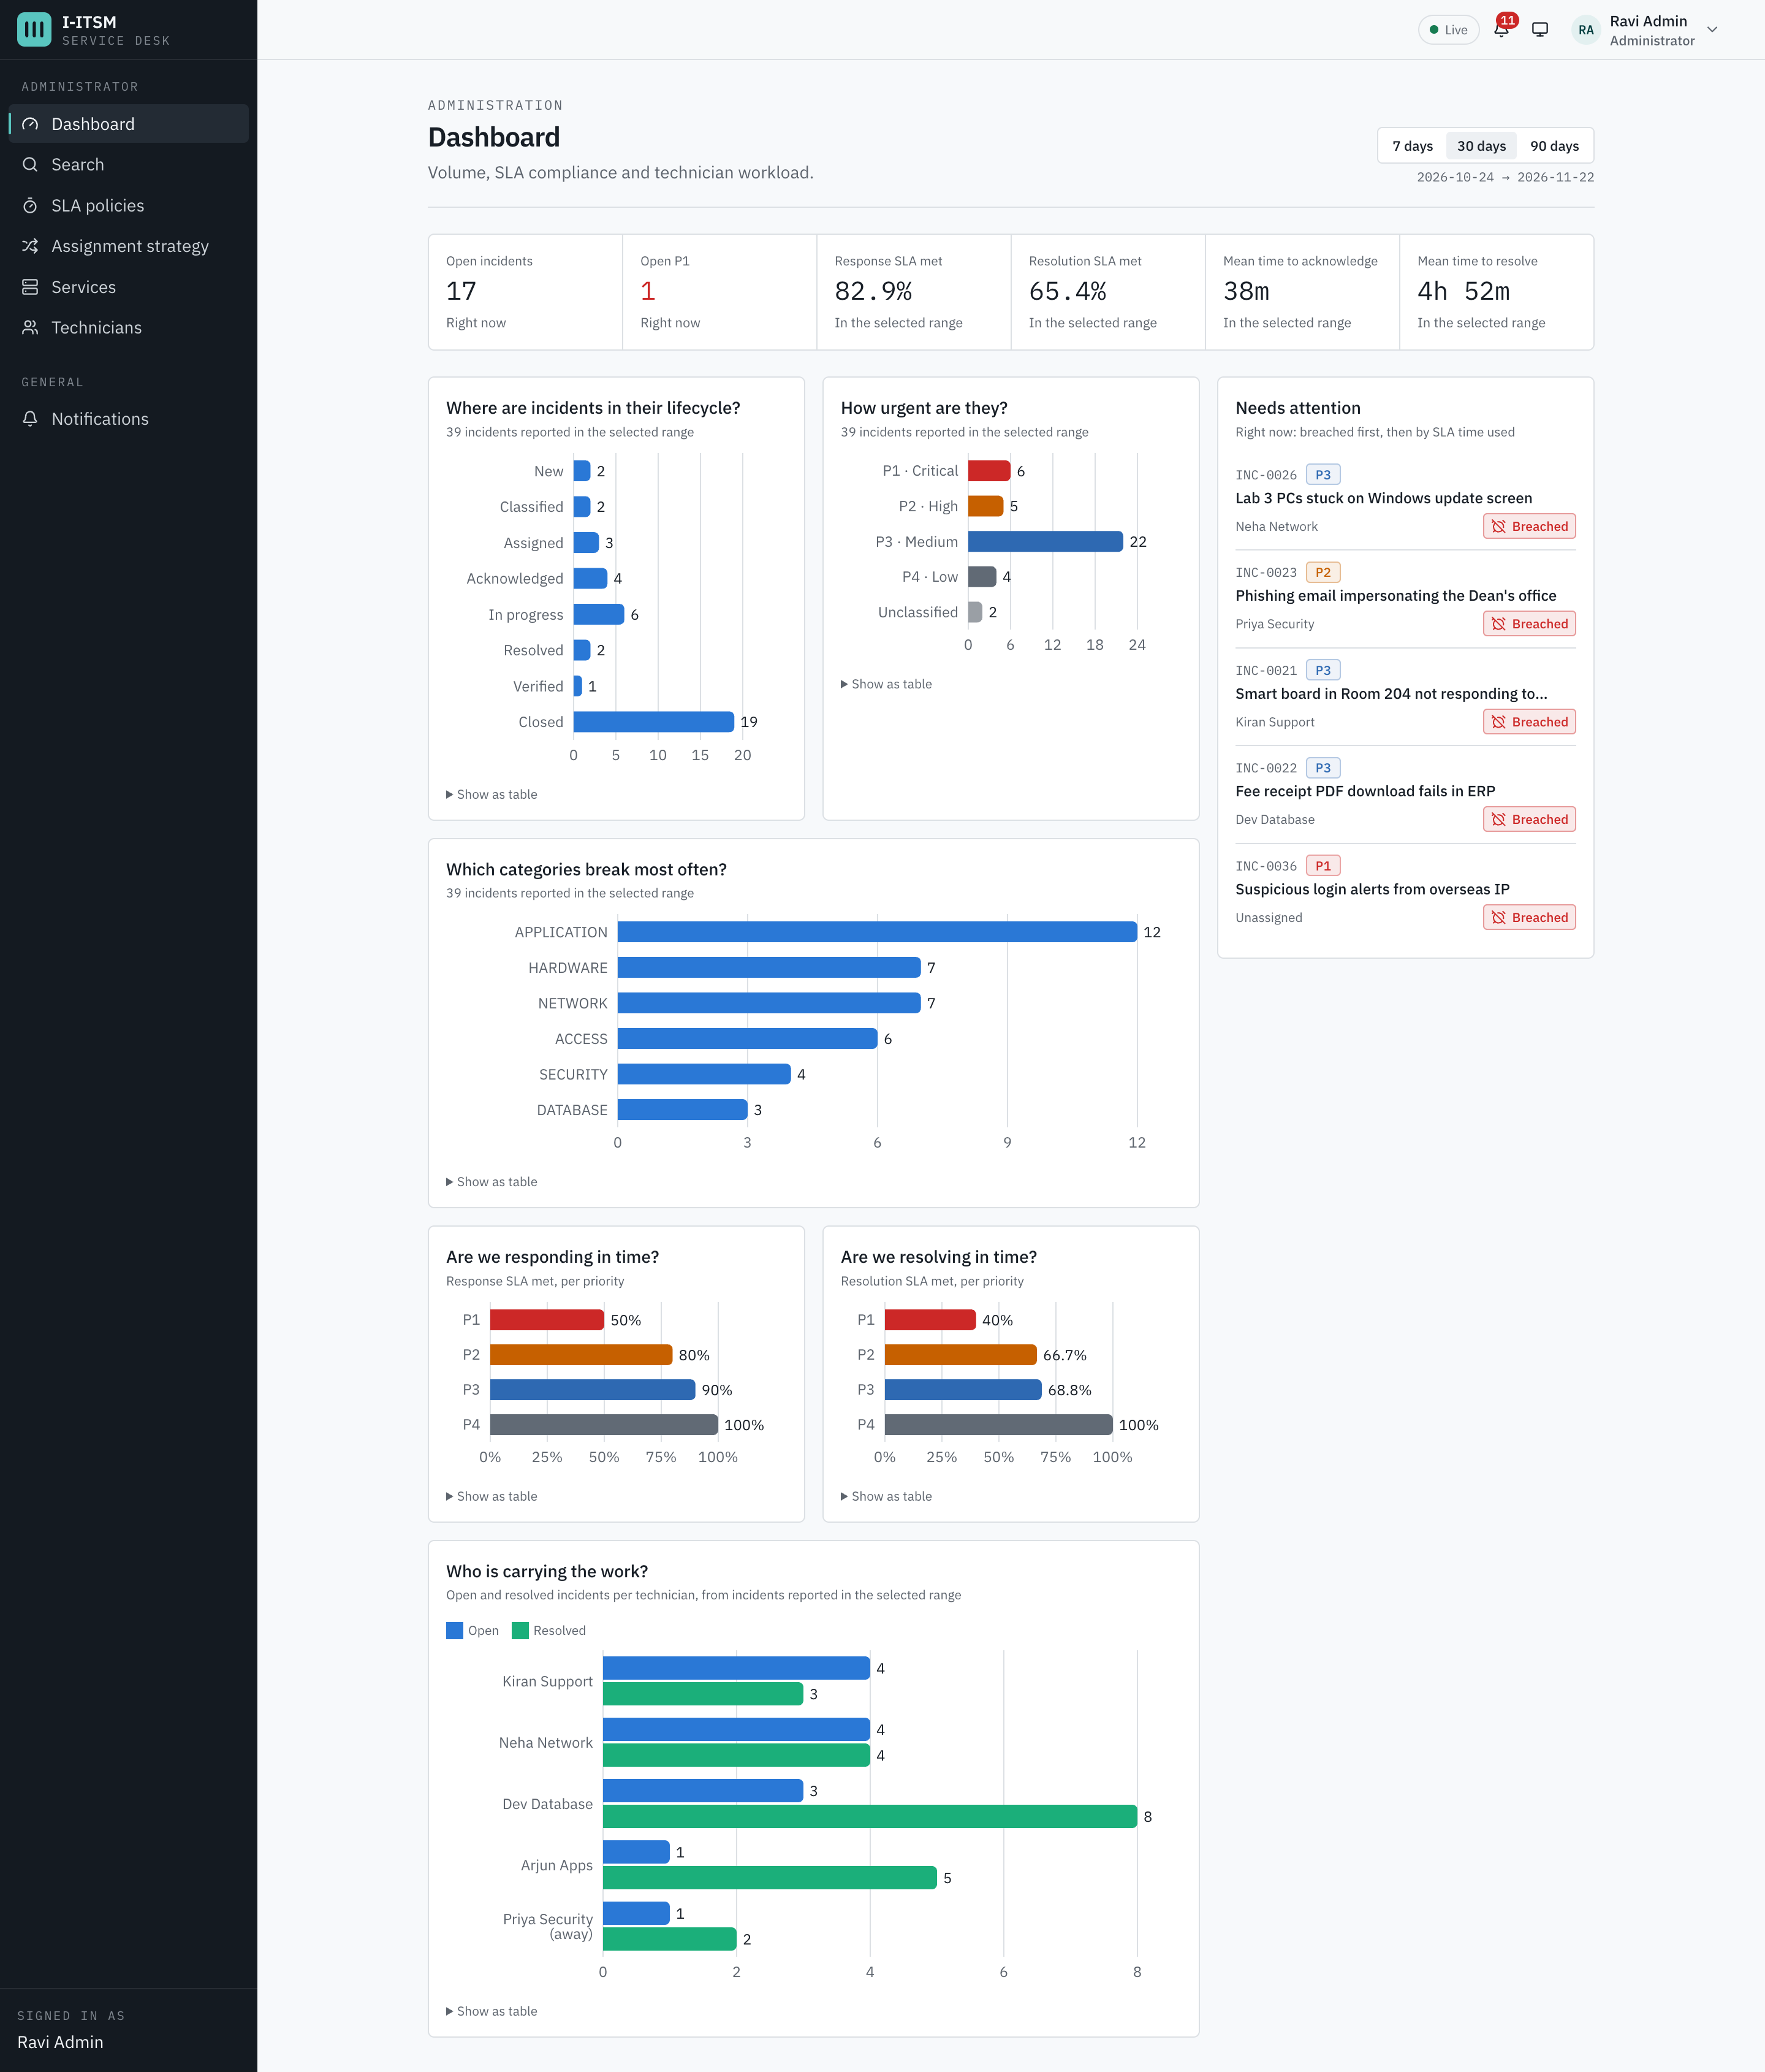 I-ITSM
SERVICE DESK
ADMINISTRATOR
Dashboard
Search
SLA policies
Assignment strategy
Services
Technicians
GENERAL
Notifications
SIGNED IN AS
Ravi Admin
Live
11
RA
Ravi Admin
Administrator
ADMINISTRATION
Dashboard
Volume, SLA compliance and technician workload.
7 days 30 days 90 days
2026-10-24 → 2026-11-22
Open incidents
17
Right now
Open P1
1
Right now
Response SLA met
82.9%
In the selected range
Resolution SLA met
65.4%
In the selected range
Mean time to acknowledge
38m
In the selected range
Mean time to resolve
4h 52m
In the selected range
Where are incidents in their lifecycle?
39 incidents reported in the selected range
New 2
Classified 2
Assigned 3
Acknowledged 4
In progress 6
Resolved 2
Verified 1
Closed 19
0 5 10 15 20
Show as table
How urgent are they?
39 incidents reported in the selected range
P1 · Critical 6
P2 · High 5
P3 · Medium 22
P4 · Low 4
Unclassified 2
0 6 12 18 24
Show as table
Needs attention
Right now: breached first, then by SLA time used
INC-0026 P3
Lab 3 PCs stuck on Windows update screen
Neha Network Breached
INC-0023 P2
Phishing email impersonating the Dean's office
Priya Security Breached
INC-0021 P3
Smart board in Room 204 not responding to...
Kiran Support Breached
INC-0022 P3
Fee receipt PDF download fails in ERP
Dev Database Breached
INC-0036 P1
Suspicious login alerts from overseas IP
Unassigned Breached
Which categories break most often?
39 incidents reported in the selected range
APPLICATION 12
HARDWARE 7
NETWORK 7
ACCESS 6
SECURITY 4
DATABASE 3
0 3 6 9 12
Show as table
Are we responding in time?
Response SLA met, per priority
P1 50%
P2 80%
P3 90%
P4 100%
0% 25% 50% 75% 100%
Show as table
Are we resolving in time?
Resolution SLA met, per priority
P1 40%
P2 66.7%
P3 68.8%
P4 100%
0% 25% 50% 75% 100%
Show as table
Who is carrying the work?
Open and resolved incidents per technician, from incidents reported in the selected range
Open Resolved
Kiran Support 4
3
Neha Network 4
4
Dev Database 3
8
Arjun Apps 1
5
Priya Security 1
(away) 2
0 2 4 6 8
Show as table